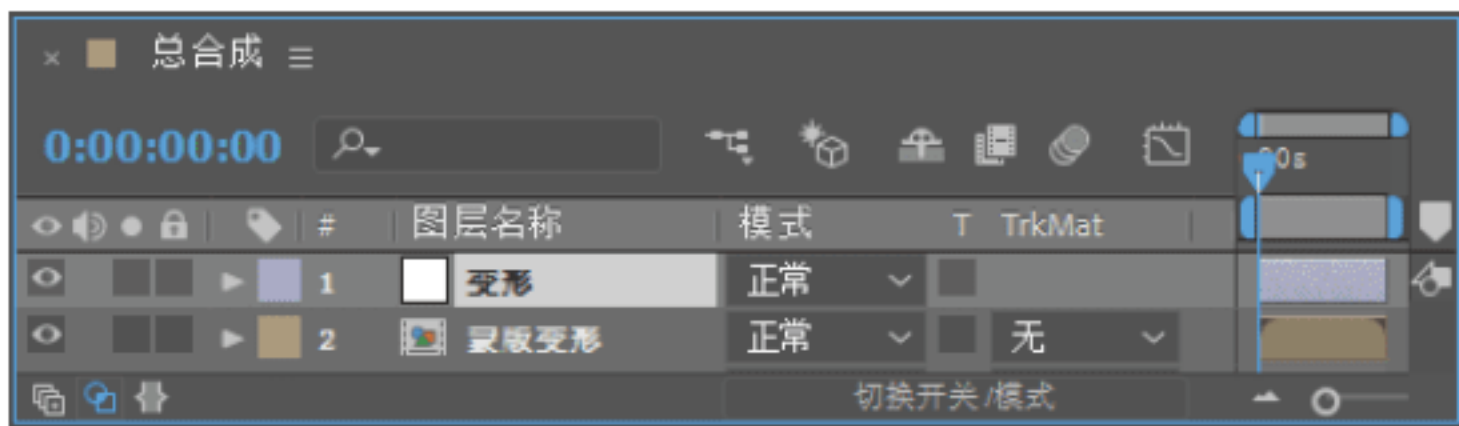 × 总合成 ≡
0:00:00:00
00s
# 图层名称 模式 T TrkMat
1 变形 正常
2 蒙版变形 正常 无
切换开关/模式